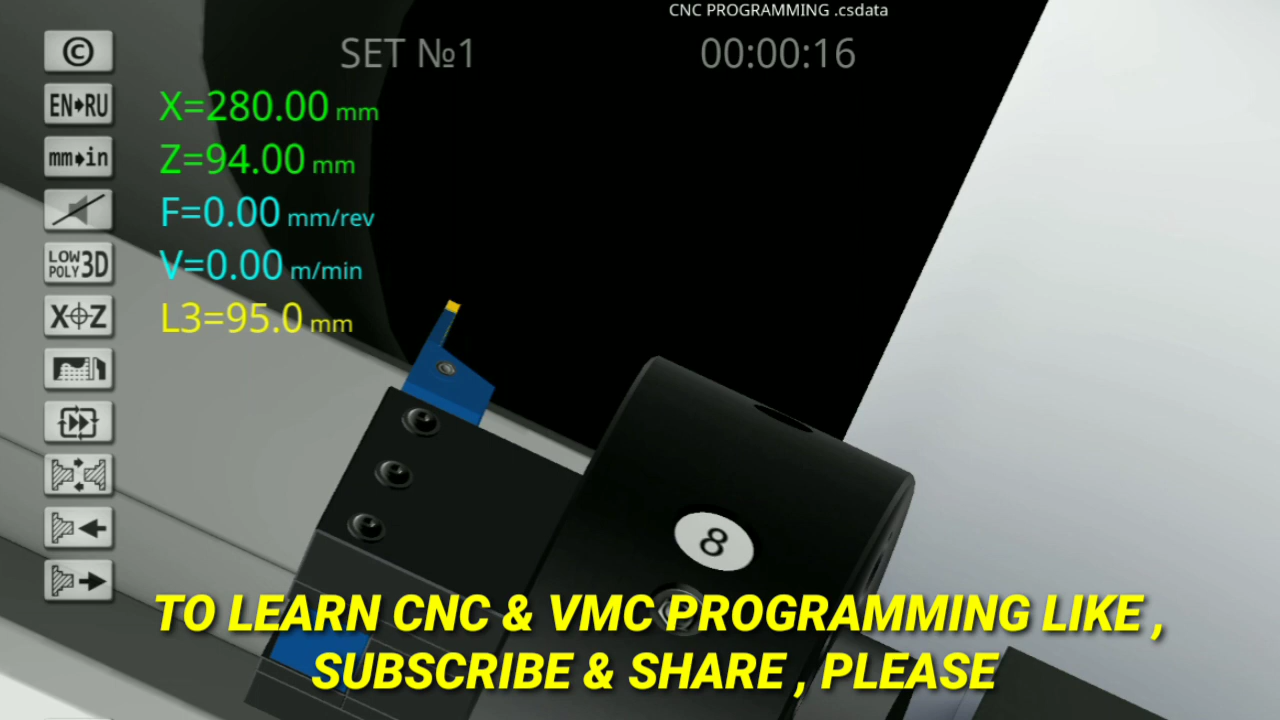 CNC PROGRAMMING .csdata
SET №1
00:00:16
©
EN→RU
X=280.00 mm
mm→in
Z=94.00 mm
F=0.00 mm/rev
LOW POLY 3D
V=0.00 m/min
X⌖Z
L3=95.0 mm
8
TO LEARN CNC & VMC PROGRAMMING LIKE ,
SUBSCRIBE & SHARE , PLEASE